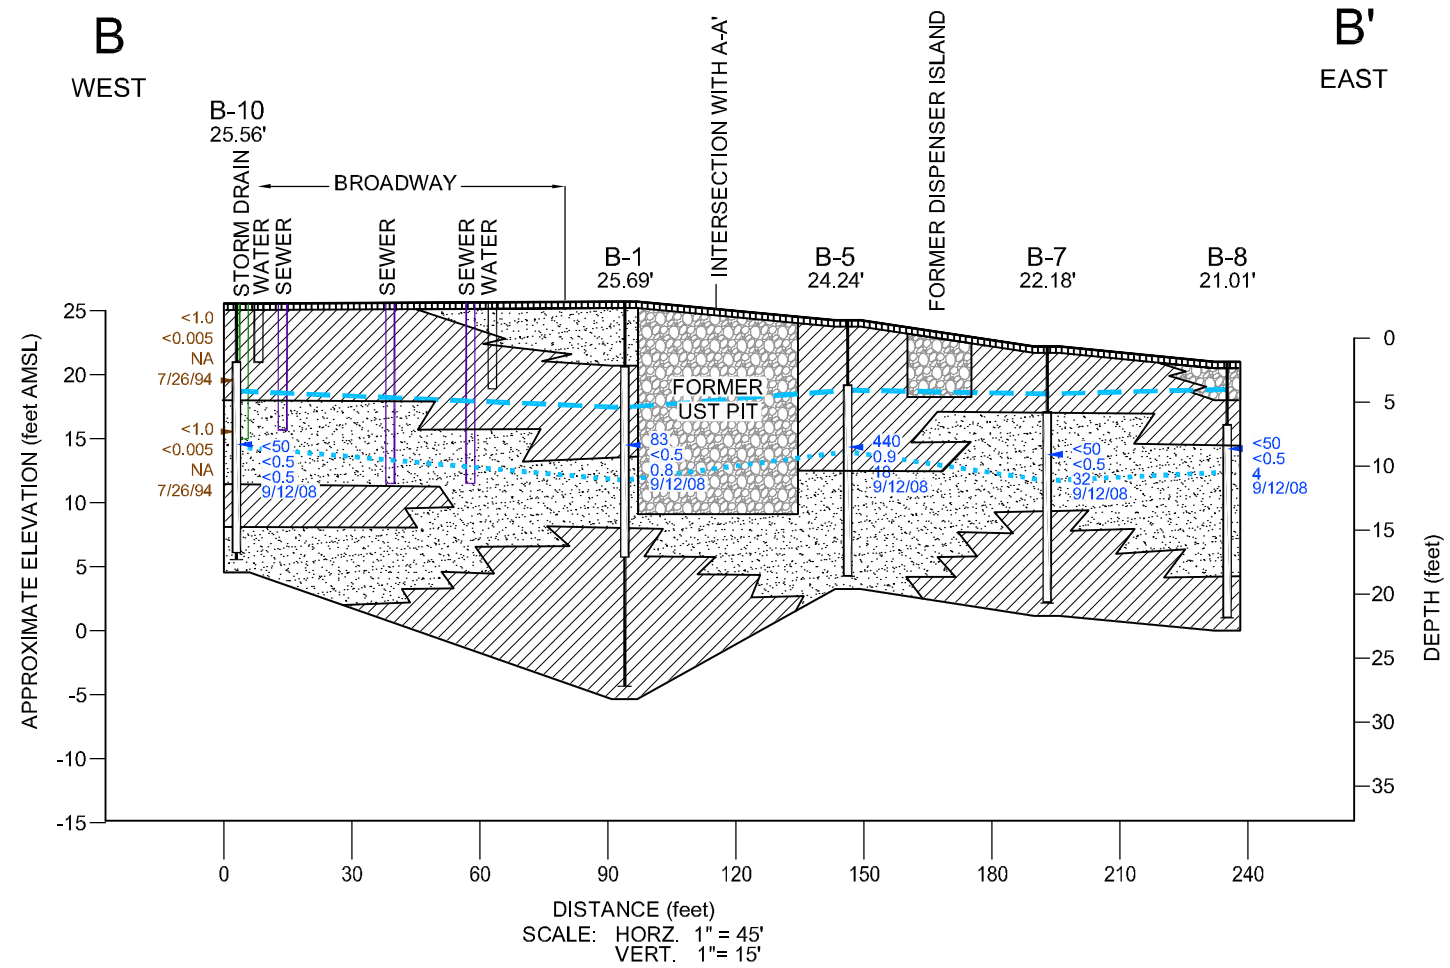 B
WEST
B'
EAST
B-10
25.56'
STORM DRAIN
WATER
SEWER
BROADWAY
SEWER
SEWER
WATER
B-1
25.69'
INTERSECTION WITH A-A'
B-5
24.24'
FORMER DISPENSER ISLAND
B-7
22.18'
B-8
21.01'
APPROXIMATE ELEVATION (feet AMSL)
25
20
15
10
5
0
-5
-10
-15
<1.0
<0.005
NA
7/26/94
<1.0
<0.005
NA
7/26/94
<50
<0.5
<0.5
9/12/08
83
<0.5
0.8
9/12/08
FORMER
UST PIT
440
0.9
18
9/12/08
<50
<0.5
32
9/12/08
<50
<0.5
4
9/12/08
0
5
10
15
20
25
30
35
DEPTH (feet)
0
30
60
90
120
150
180
210
240
DISTANCE (feet)
SCALE: HORZ. 1" = 45'
VERT. 1"= 15'